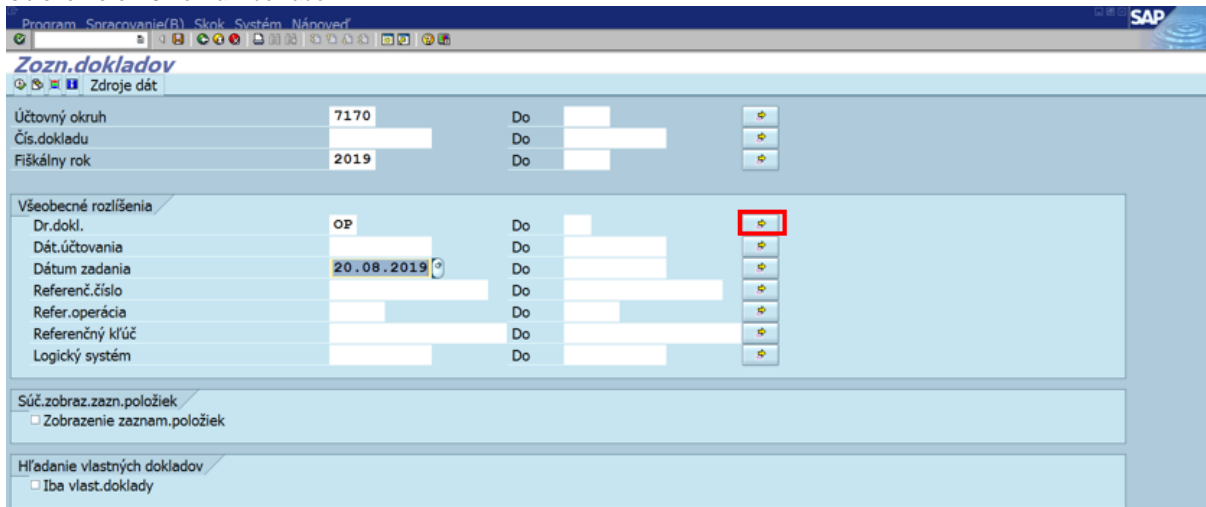 Program Spracovanie(B) Skok Systém Nápoveď
SAP
Zozn.dokladov
Zdroje dát
Účtovný okruh 7170 Do
Čís.dokladu Do
Fiškálny rok 2019 Do
Všeobecné rozlíšenia
Dr.dokl. OP Do
Dát.účtovania Do
Dátum zadania 20.08.2019 Do
Referenč.číslo Do
Refer.operácia Do
Referenčný kľúč Do
Logický systém Do
Súč.zobraz.zazn.položiek
Zobrazenie zaznam.položiek
Hľadanie vlastných dokladov
Iba vlast.doklady